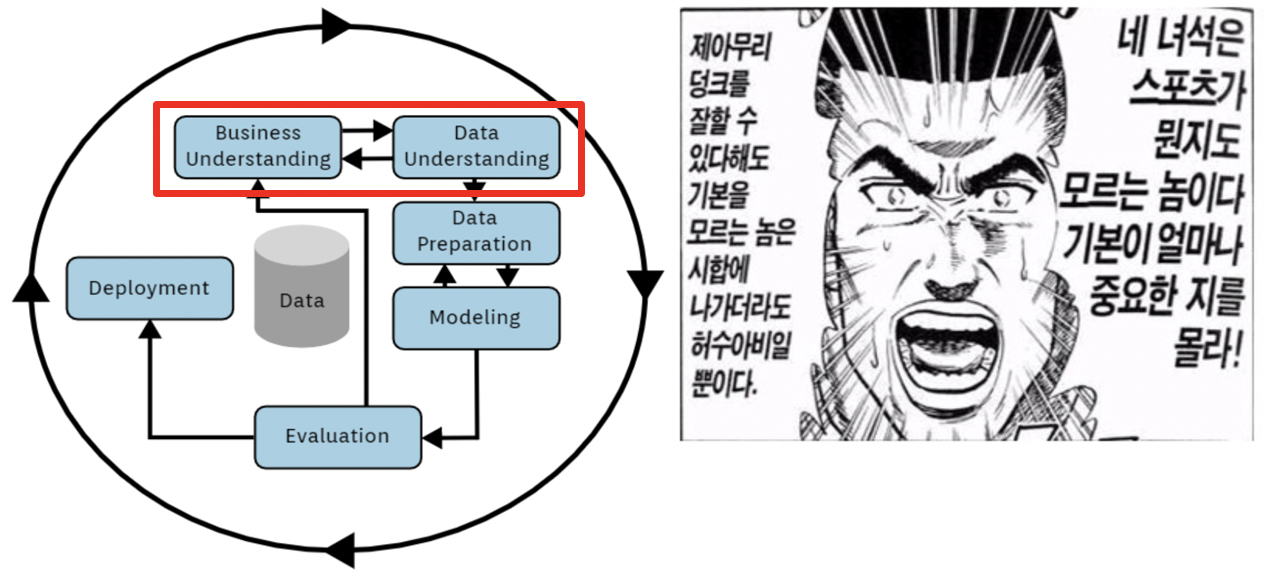 Business
Understanding
Data
Understanding
Data
Preparation
Modeling
Evaluation
Deployment
Data
네 녀석은
스포츠가
뭔지도
모르는 놈이다
기본이 얼마나
중요한 지를
몰라!
제아무리
덩크를
잘할 수
있다해도
기본을
모르는 놈은
시합에
나가더라도
허수아비일
뿐이다.